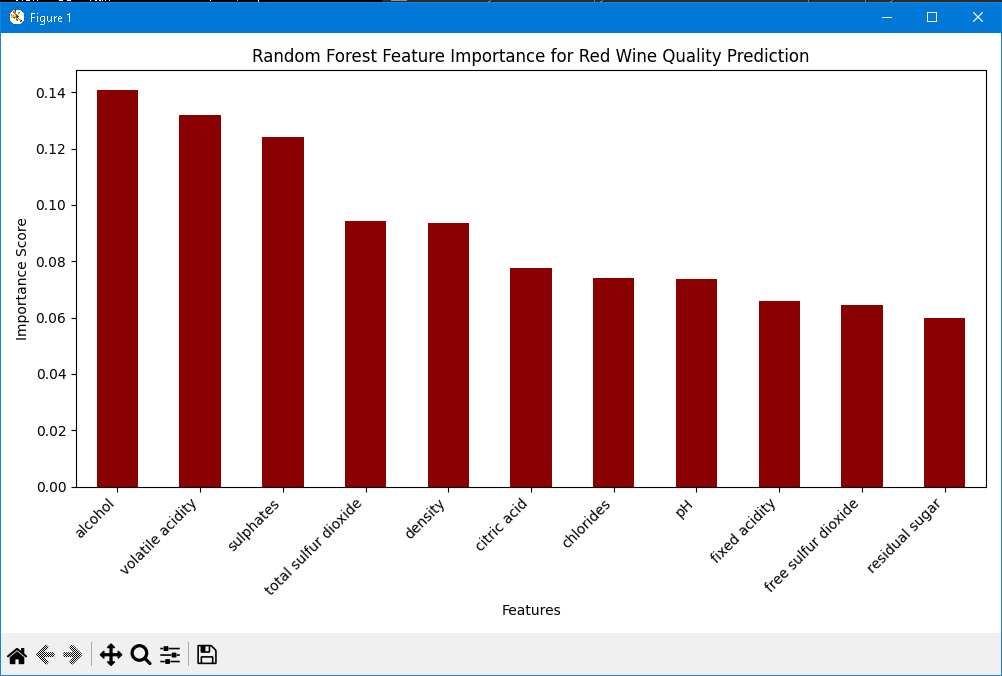 Figure 1
Random Forest Feature Importance for Red Wine Quality Prediction
0.14
0.12
0.10
0.08
0.06
0.04
0.02
0.00
Importance Score
alcohol
volatile acidity
sulphates
total sulfur dioxide
density
citric acid
chlorides
pH
fixed acidity
free sulfur dioxide
residual sugar
Features